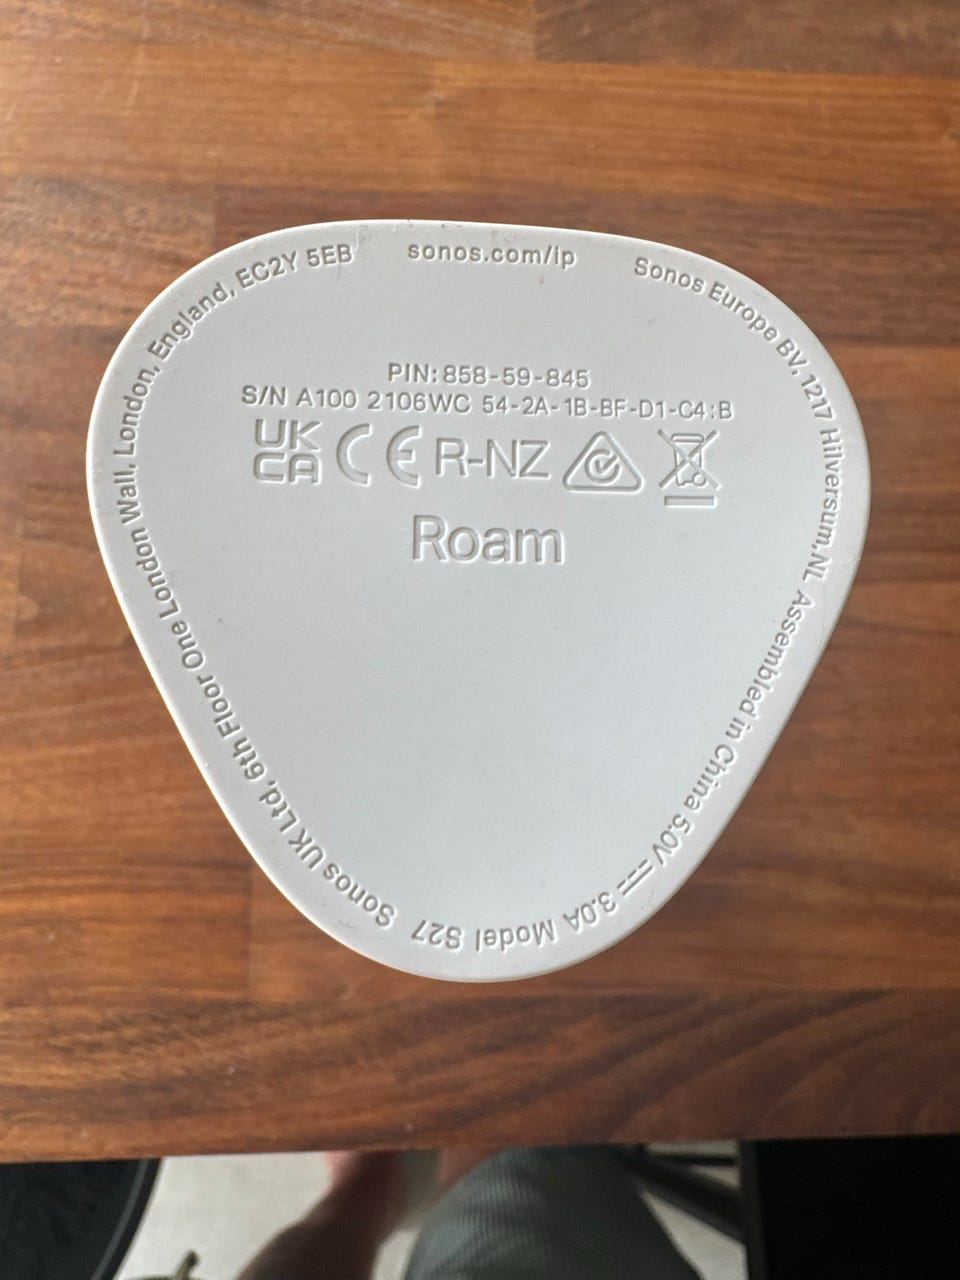 sonos.com/ip
Sonos Europe BV, 1217 Hilversum, NL Assembled in China 5.0V ⎓ 3.0A Model S27
Sonos UK Ltd, 6th Floor One London Wall, London, England, EC2Y 5EB
PIN:858-59-845
S/N A100 2106WC 54-2A-1B-BF-D1-C4:B
UK
CA CE R-NZ
Roam